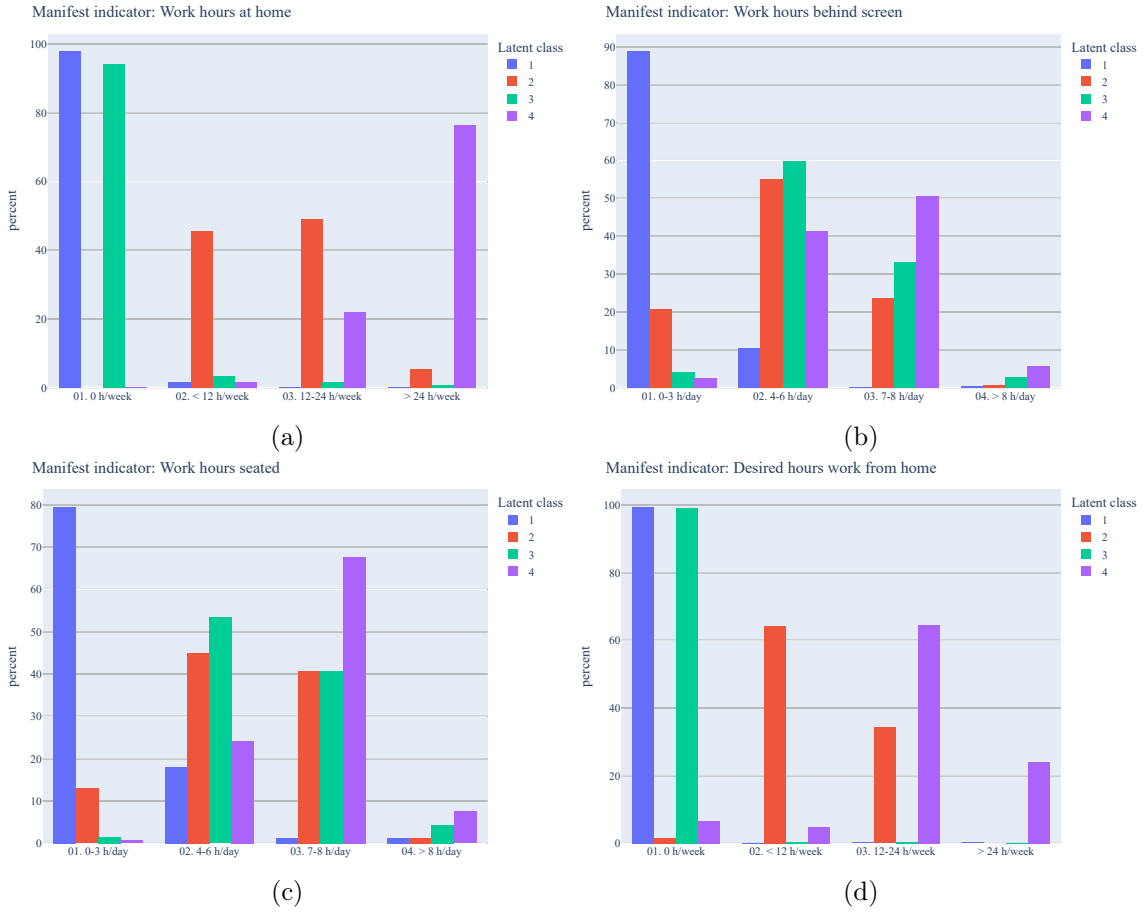 Manifest indicator: Work hours at home
100
80
60
40
20
0
percent
01. 0 h/week 02. < 12 h/week 03. 12-24 h/week > 24 h/week
Latent class
1
2
3
4
(a)
Manifest indicator: Work hours behind screen
90
80
70
60
50
40
30
20
10
0
percent
01. 0-3 h/day 02. 4-6 h/day 03. 7-8 h/day 04. > 8 h/day
Latent class
1
2
3
4
(b)
Manifest indicator: Work hours seated
80
70
60
50
40
30
20
10
0
percent
01. 0-3 h/day 02. 4-6 h/day 03. 7-8 h/day 04. > 8 h/day
Latent class
1
2
3
4
(c)
Manifest indicator: Desired hours work from home
100
80
60
40
20
0
percent
01. 0 h/week 02. < 12 h/week 03. 12-24 h/week > 24 h/week
Latent class
1
2
3
4
(d)